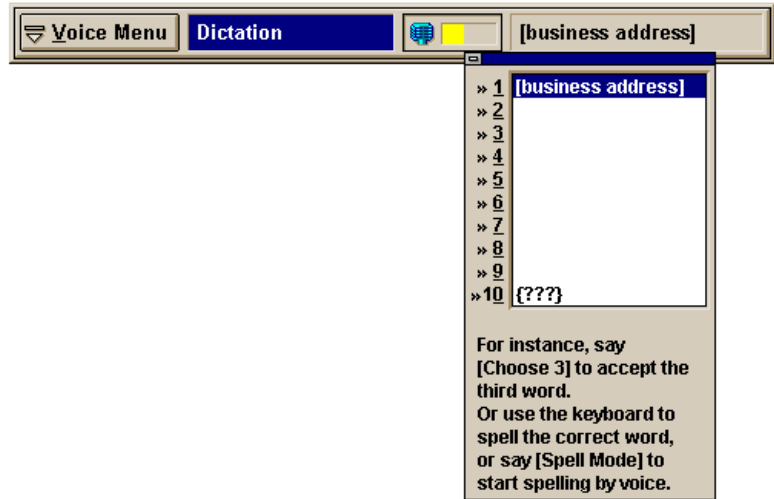 Voice Menu Dictation [business address]
» 1 [business address]
» 2
» 3
» 4
» 5
» 6
» 7
» 8
» 9
»10 {???}
For instance, say
[Choose 3] to accept the
third word.
Or use the keyboard to
spell the correct word,
or say [Spell Mode] to
start spelling by voice.